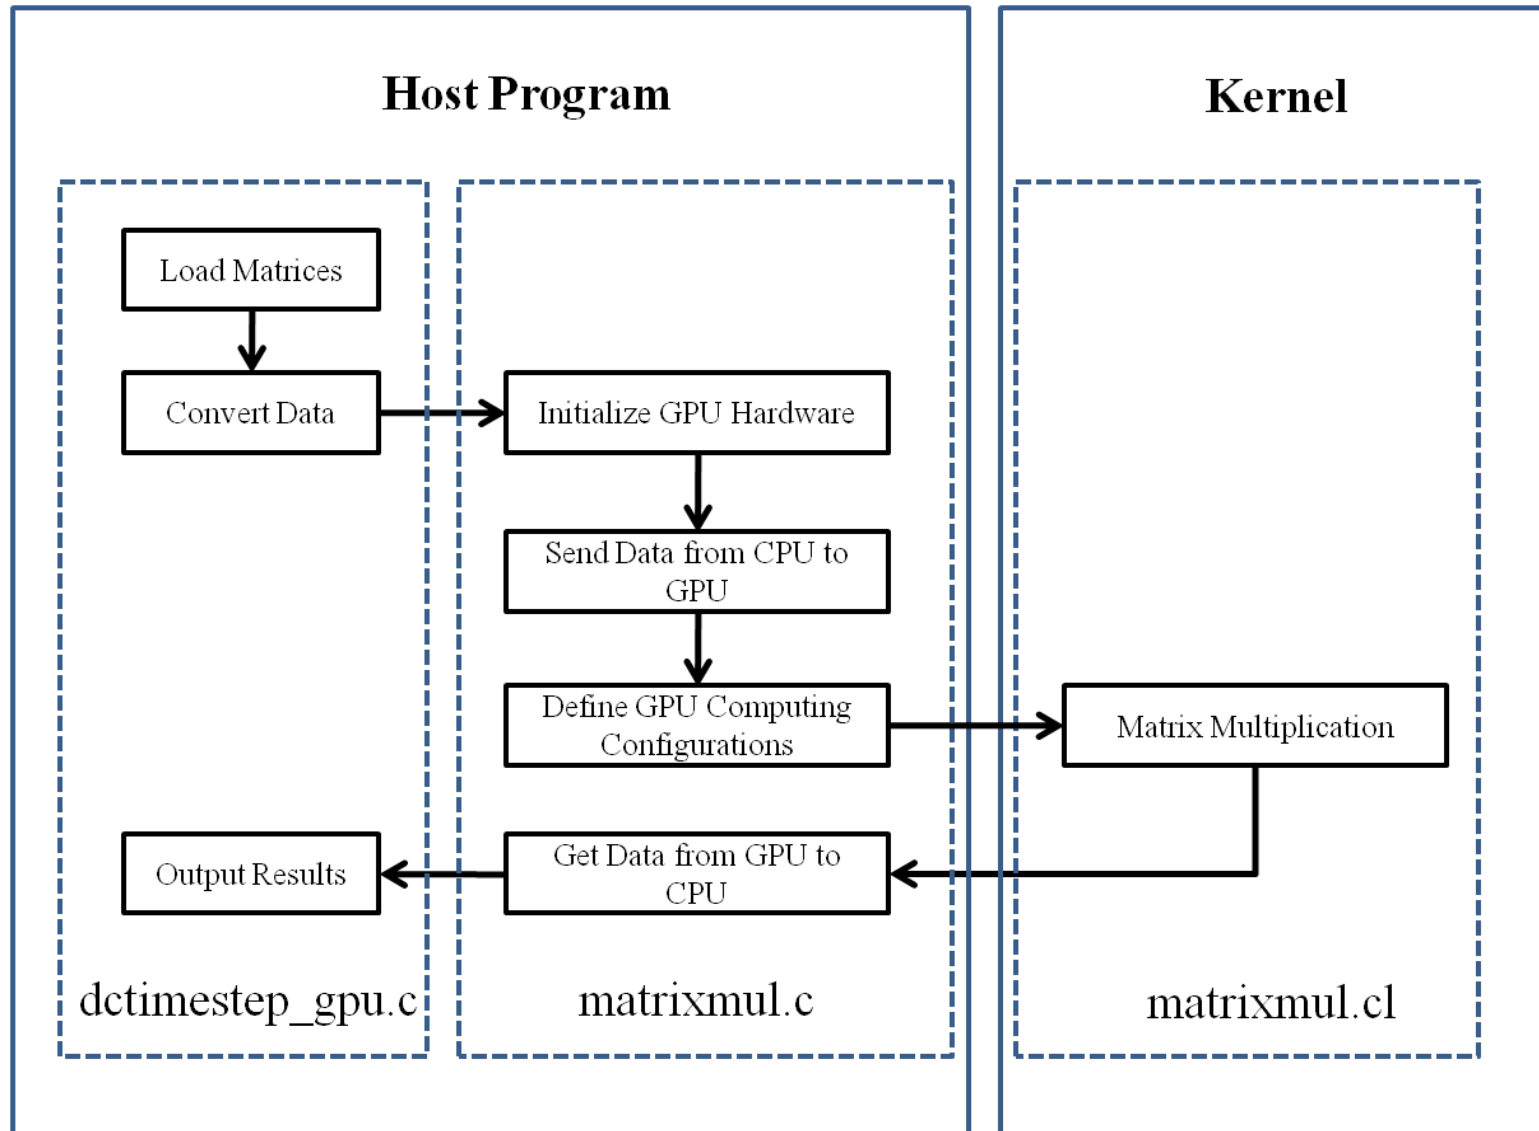 Host Program
Kernel
Load Matrices
Convert Data
Initialize GPU Hardware
Send Data from CPU to
GPU
Define GPU Computing
Configurations
Matrix Multiplication
Get Data from GPU to
CPU
Output Results
dctimestep_gpu.c
matrixmul.c
matrixmul.cl